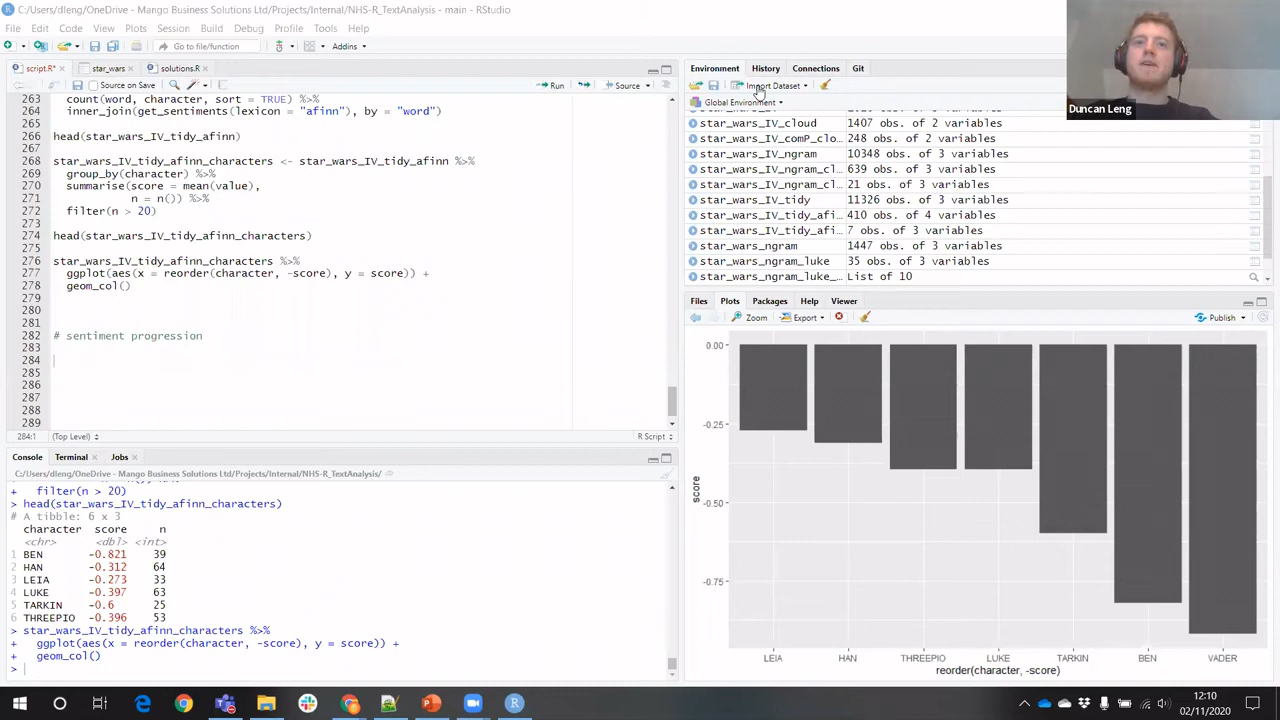 C:/Users/dleng/OneDrive - Mango Business Solutions Ltd/Projects/Internal/NHS-R_TextAnalysis - main - RStudio
File Edit Code View Plots Session Build Debug Profile Tools Help
Go to file/function Addins
script.R* star_wars solutions.R
Source on Save Run Source
263 count(word, character, sort = TRUE) %>%
264 inner_join(get_sentiments(lexicon = "afinn"), by = "word")
265
266 head(star_wars_IV_tidy_afinn)
267
268 star_wars_IV_tidy_afinn_characters <- star_wars_IV_tidy_afinn %>%
269 group_by(character) %>%
270 summarise(score = mean(value),
271 n = n()) %>%
272 filter(n > 20)
273
274 head(star_wars_IV_tidy_afinn_characters)
275
276 star_wars_IV_tidy_afinn_characters %>%
277 ggplot(aes(x = reorder(character, -score), y = score)) +
278 geom_col()
279
280
281
282 # sentiment progression
283
284
285
286
287
288
289
284:1 (Top Level) R Script
Console Terminal Jobs
C:/Users/dleng/OneDrive - Mango Business Solutions Ltd/Projects/Internal/NHS-R_TextAnalysis/
+ filter(n > 20)
> head(star_wars_IV_tidy_afinn_characters)
# A tibble: 6 x 3
character score n
<chr> <dbl> <int>
1 BEN -0.821 39
2 HAN -0.312 64
3 LEIA -0.273 33
4 LUKE -0.397 63
5 TARKIN -0.6 25
6 THREEPIO -0.396 53
> star_wars_IV_tidy_afinn_characters %>%
+ ggplot(aes(x = reorder(character, -score), y = score)) +
+ geom_col()
>
Environment History Connections Git
Import Dataset
Global Environment
star_wars_IV_cloud 1407 obs. of 2 variables
star_wars_IV_comP_clo... 248 obs. of 2 variables
star_wars_IV_ngram 10348 obs. of 3 variables
star_wars_IV_ngram_cl... 639 obs. of 3 variables
star_wars_IV_ngram_cl... 21 obs. of 3 variables
star_wars_IV_tidy 11326 obs. of 3 variables
star_wars_IV_tidy_afi... 410 obs. of 4 variables
star_wars_IV_tidy_afi... 7 obs. of 3 variables
star_wars_ngram 1447 obs. of 3 variables
star_wars_ngram_luke 35 obs. of 3 variables
star_wars_ngram_luke_... List of 10
Files Plots Packages Help Viewer
Zoom Export Publish
0.00
-0.25
-0.50
-0.75
score
LEIA HAN THREEPIO LUKE TARKIN BEN VADER
reorder(character, -score)
Duncan Leng
12:10
02/11/2020